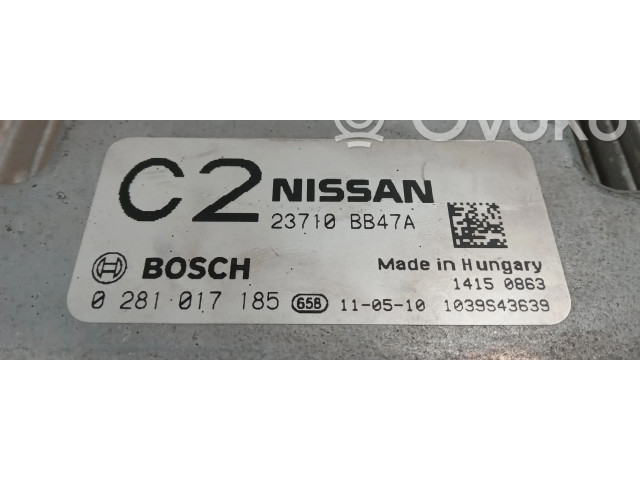 Ovoko
C2 NISSAN
23710 BB47A
BOSCH
Made in Hungary
1415 0863
0 281 017 185 658 11-05-10 1039S43639